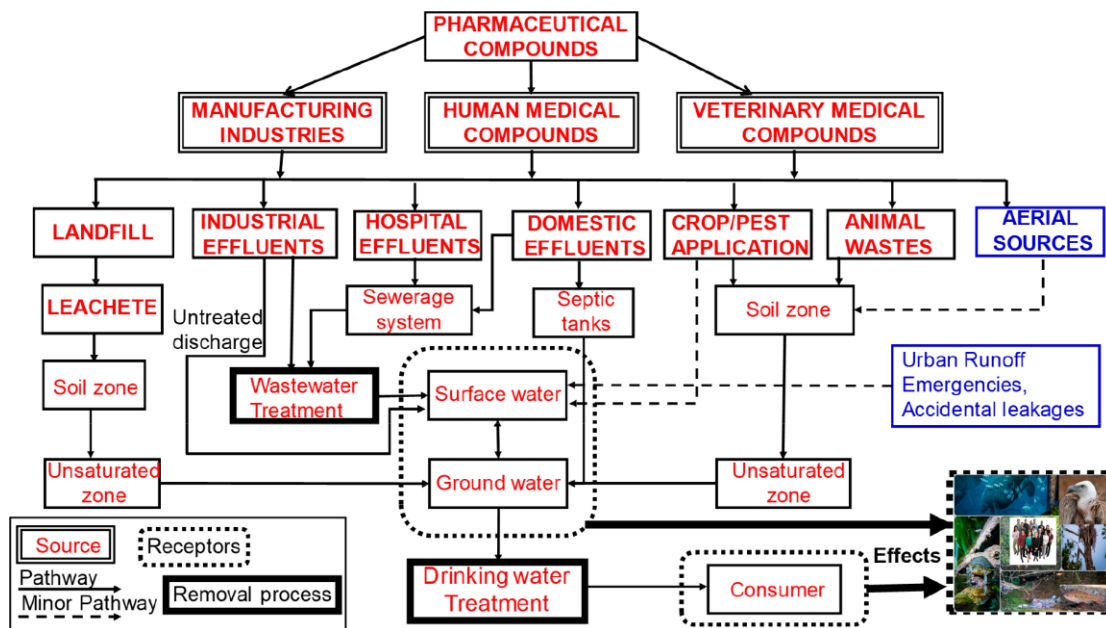 PHARMACEUTICAL
COMPOUNDS
MANUFACTURING
INDUSTRIES
HUMAN MEDICAL
COMPOUNDS
VETERINARY MEDICAL
COMPOUNDS
LANDFILL
INDUSTRIAL
EFFLUENTS
HOSPITAL
EFFLUENTS
DOMESTIC
EFFLUENTS
CROP/PEST
APPLICATION
ANIMAL
WASTES
AERIAL
SOURCES
LEACHETE
Untreated
discharge
Sewerage
system
Septic
tanks
Soil zone
Soil zone
Wastewater
Treatment
Surface water
Urban Runoff
Emergencies,
Accidental leakages
Unsaturated
zone
Ground water
Unsaturated
zone
Source
Receptors
Pathway
Minor Pathway
Removal process
Drinking water
Treatment
Consumer
Effects